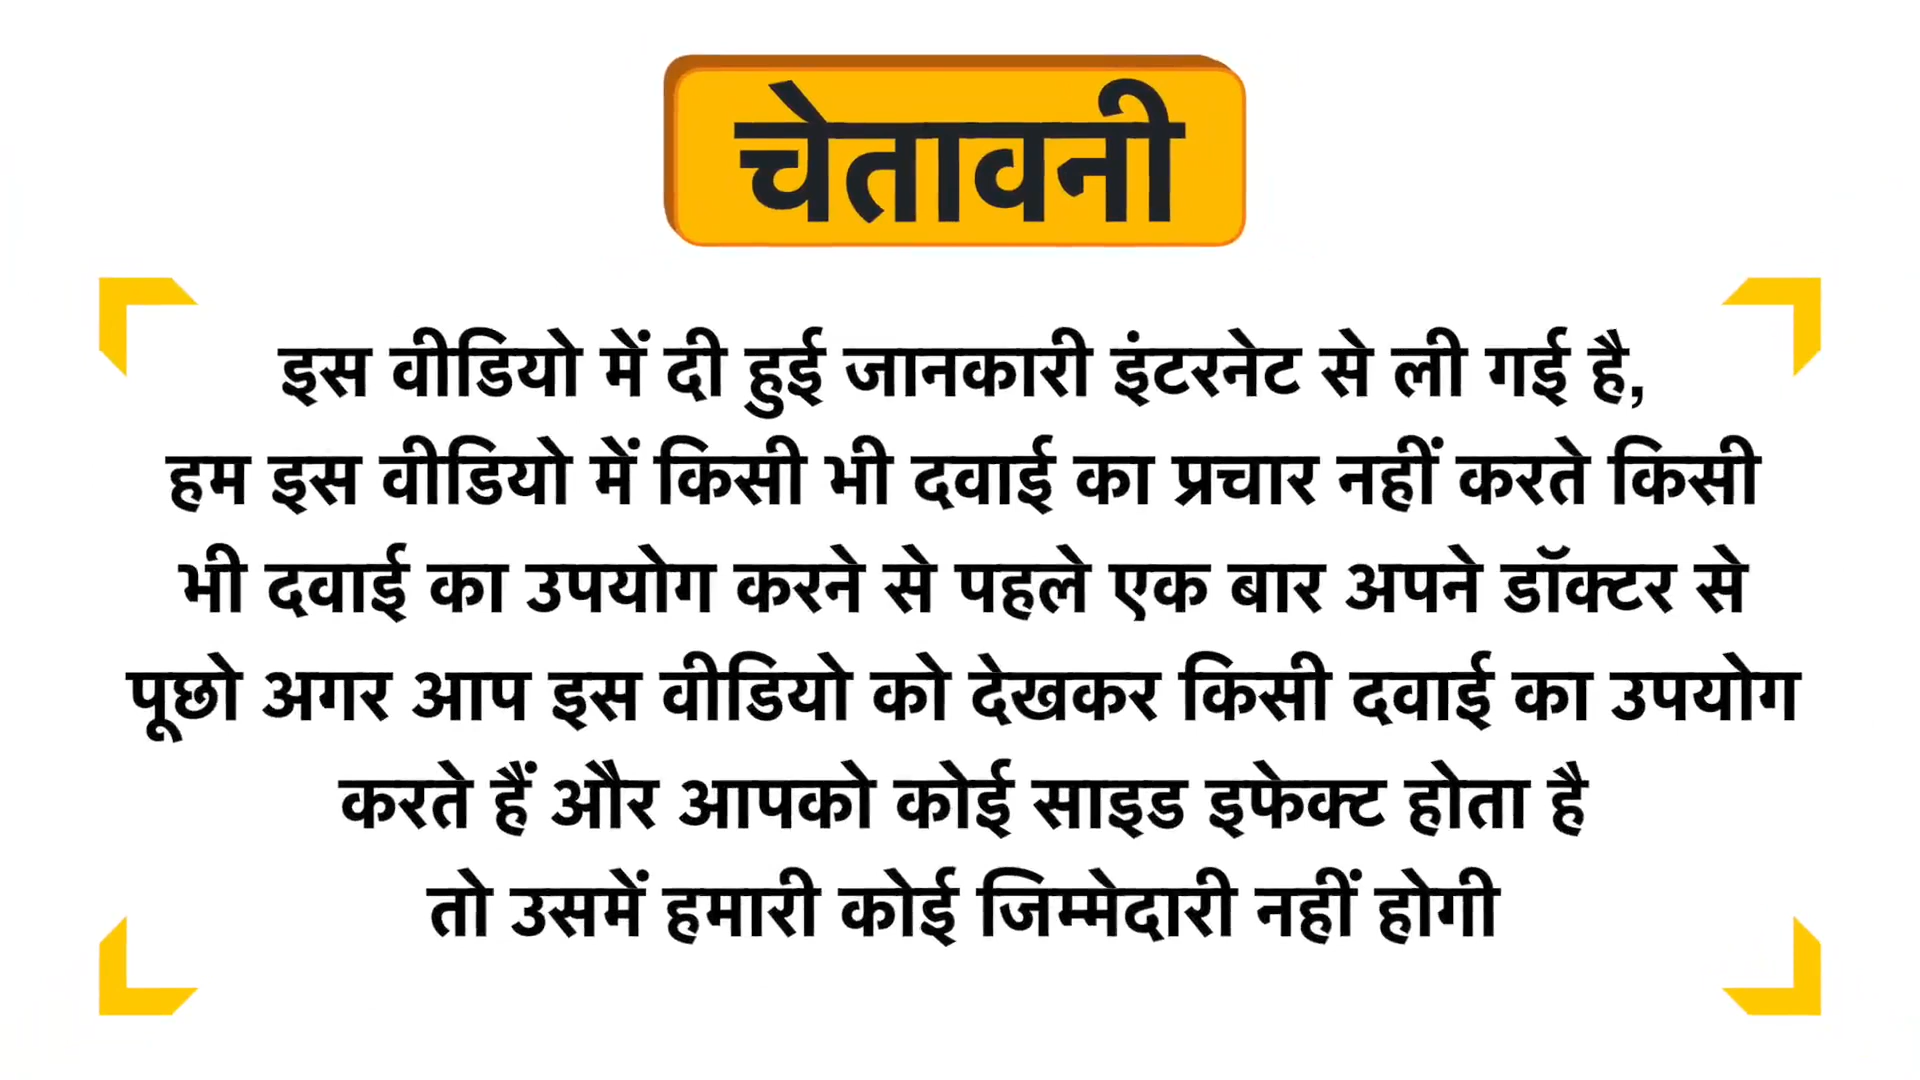 चेतावनी
इस वीडियो में दी हुई जानकारी इंटरनेट से ली गई है,
हम इस वीडियो में किसी भी दवाई का प्रचार नहीं करते किसी
भी दवाई का उपयोग करने से पहले एक बार अपने डॉक्टर से
पूछो अगर आप इस वीडियो को देखकर किसी दवाई का उपयोग
करते हैं और आपको कोई साइड इफेक्ट होता है
तो उसमें हमारी कोई जिम्मेदारी नहीं होगी